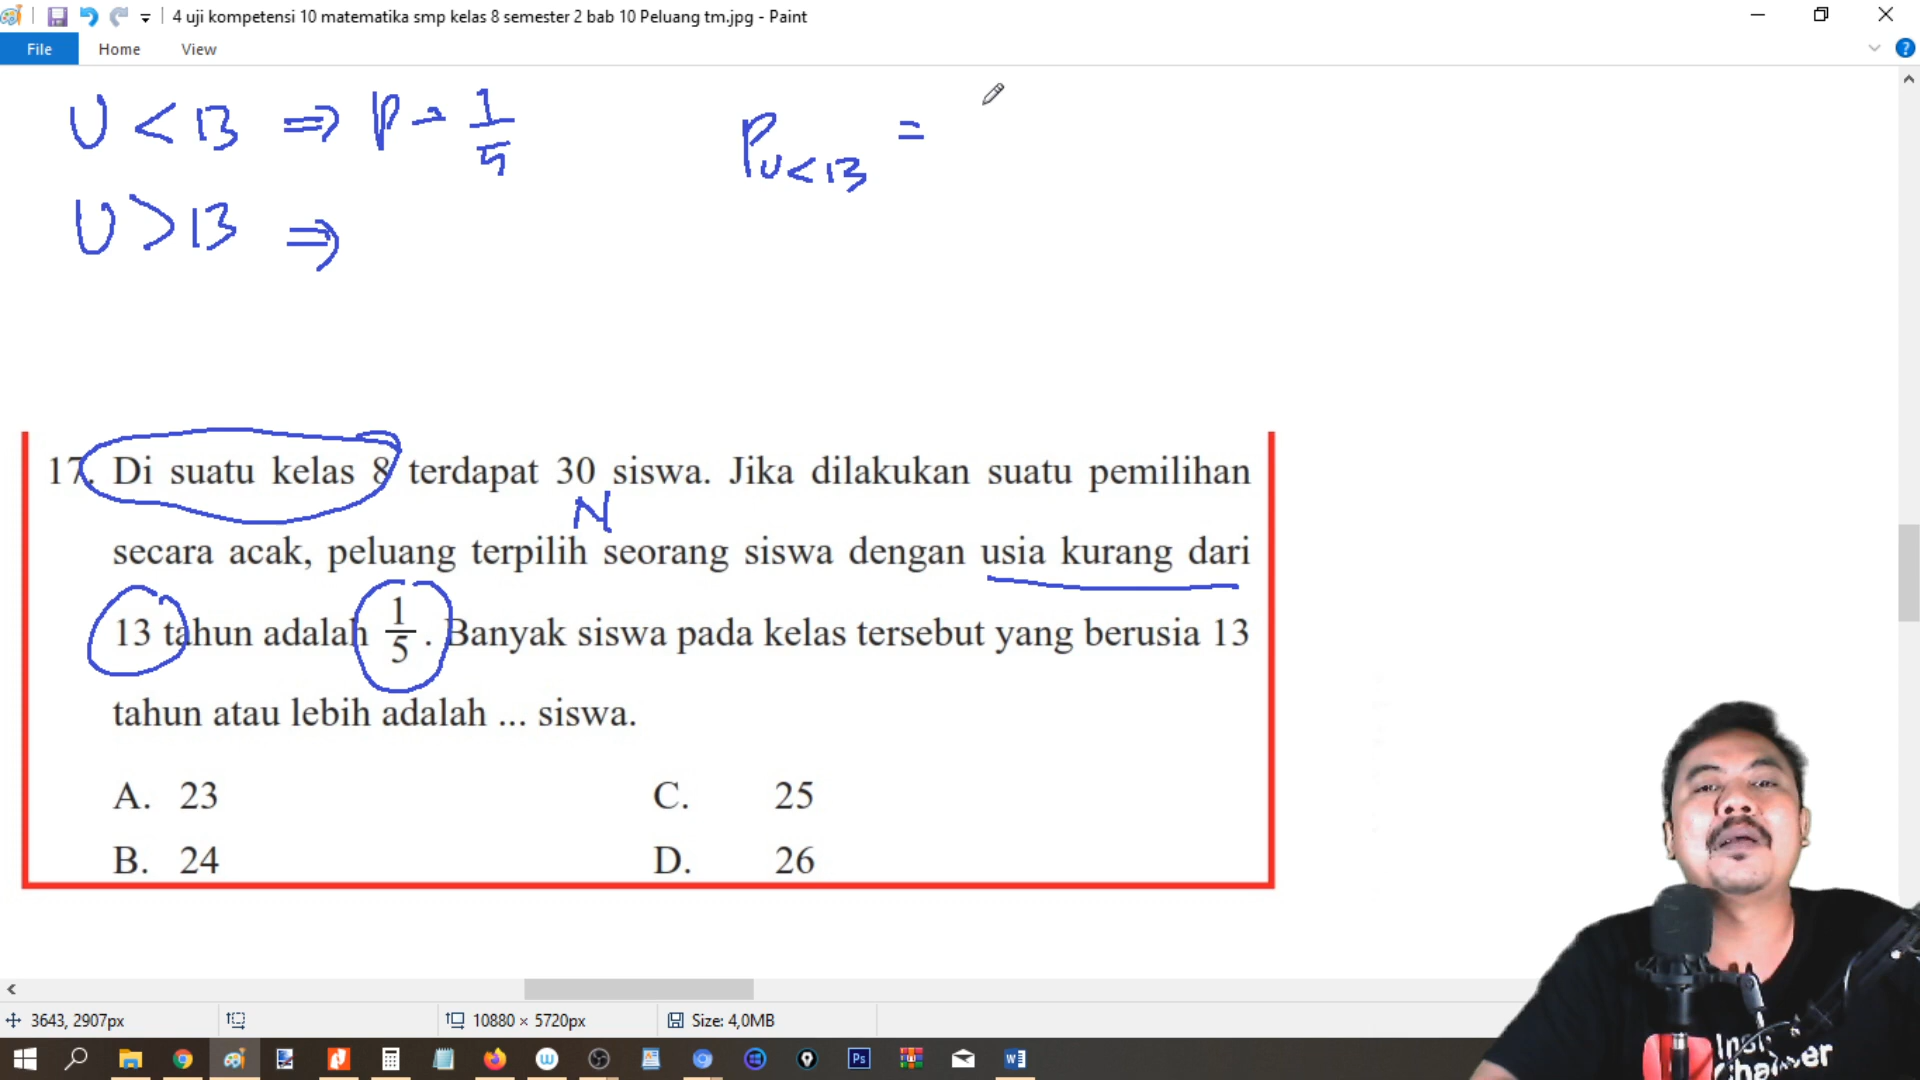 4 uji kompetensi 10 matematika smp kelas 8 semester 2 bab 10 Peluang tm.jpg - Paint
File Home View
U < 13 ⇒ P = 1/5
P U < 13 =
U > 13 ⇒
17. Di suatu kelas 8 terdapat 30 siswa. Jika dilakukan suatu pemilihan
N
secara acak, peluang terpilih seorang siswa dengan usia kurang dari
13 tahun adalah 1/5. Banyak siswa pada kelas tersebut yang berusia 13
tahun atau lebih adalah ... siswa.
A. 23 C. 25
B. 24 D. 26
3643, 2907px 10880 × 5720px Size: 4,0MB
Ps